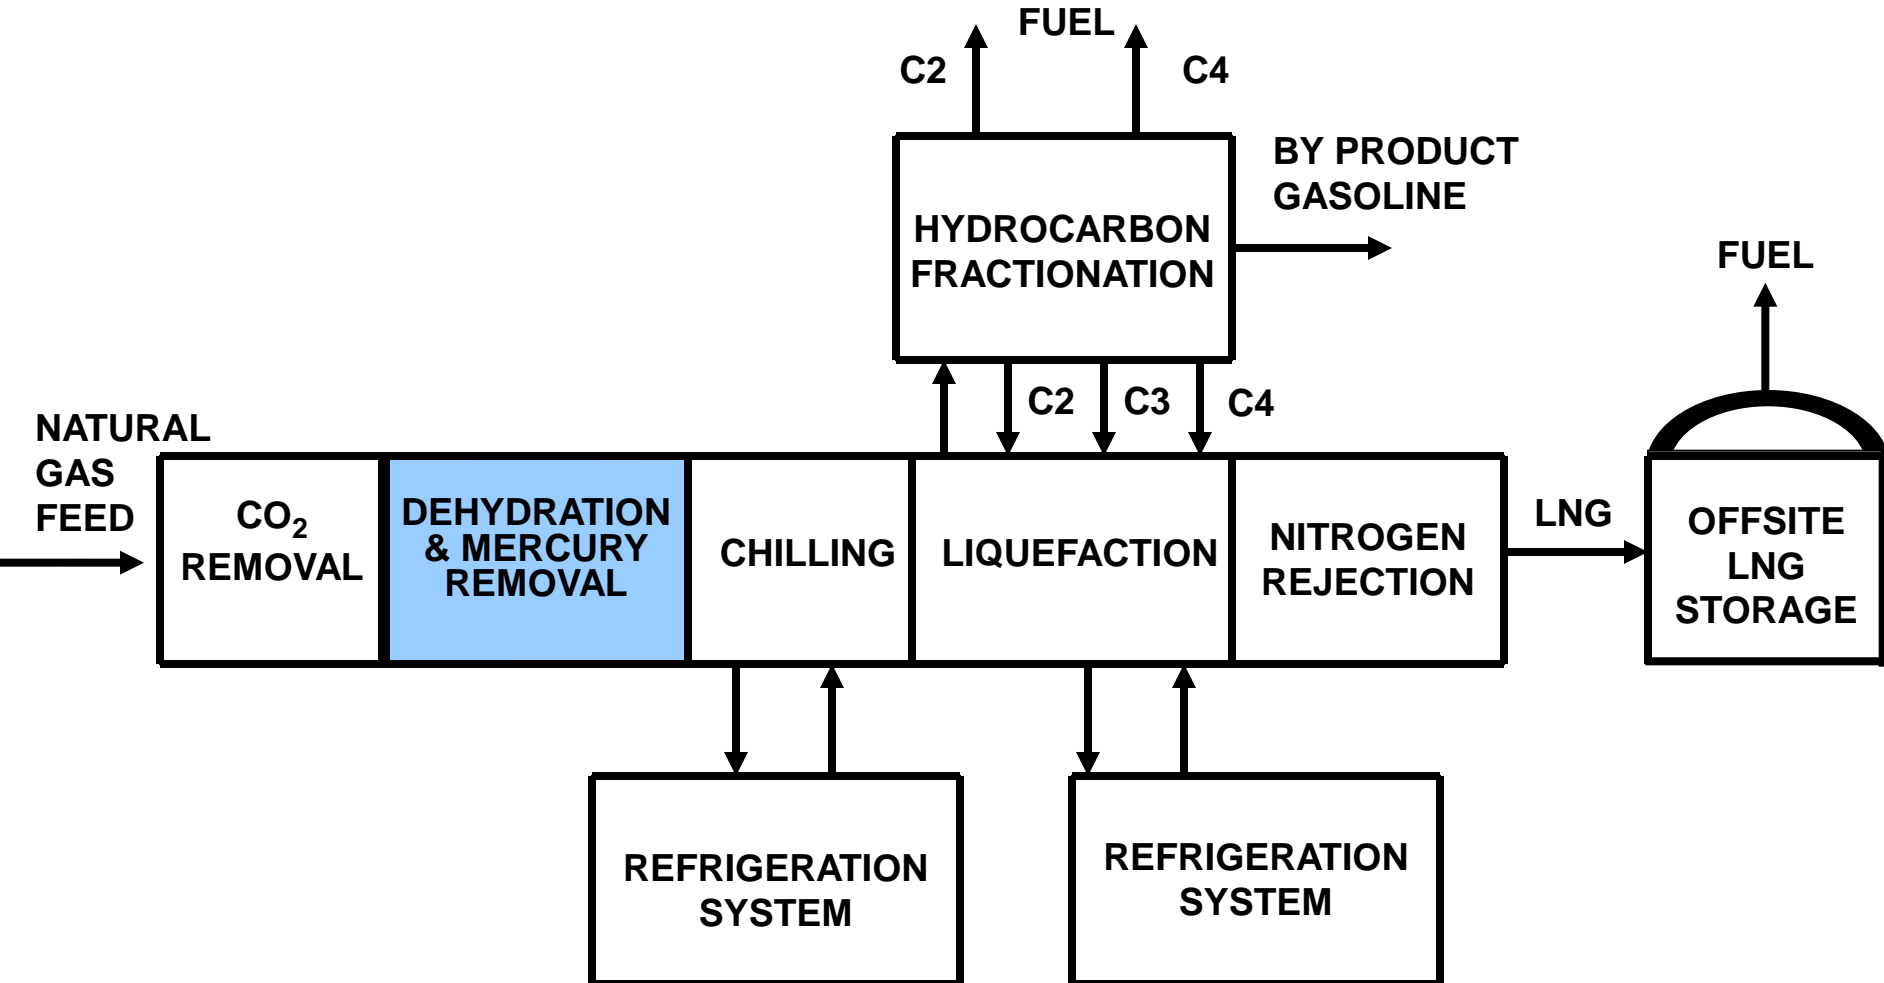 FUEL
C2
C4
BY PRODUCT
GASOLINE
HYDROCARBON
FRACTIONATION
FUEL
C2
C3
C4
NATURAL
GAS
FEED
CO₂
REMOVAL
DEHYDRATION
& MERCURY
REMOVAL
CHILLING
LIQUEFACTION
NITROGEN
REJECTION
LNG
OFFSITE
LNG
STORAGE
REFRIGERATION
SYSTEM
REFRIGERATION
SYSTEM